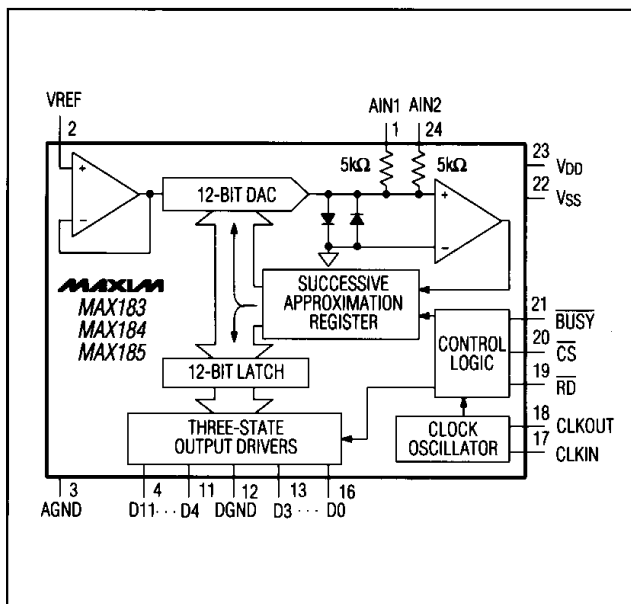 VREF
2
AIN1 AIN2
1 24
5kΩ 5kΩ
23
VDD
22
VSS
+
−
12-BIT DAC
+
−
MAXIM
MAX183
MAX184
MAX185
SUCCESSIVE
APPROXIMATION
REGISTER
CONTROL
LOGIC
21
BUSY
20
CS
19
RD
12-BIT LATCH
THREE-STATE
OUTPUT DRIVERS
CLOCK
OSCILLATOR
18
CLKOUT
17
CLKIN
3 4 11 12 13 16
AGND D11···D4 DGND D3 ···D0